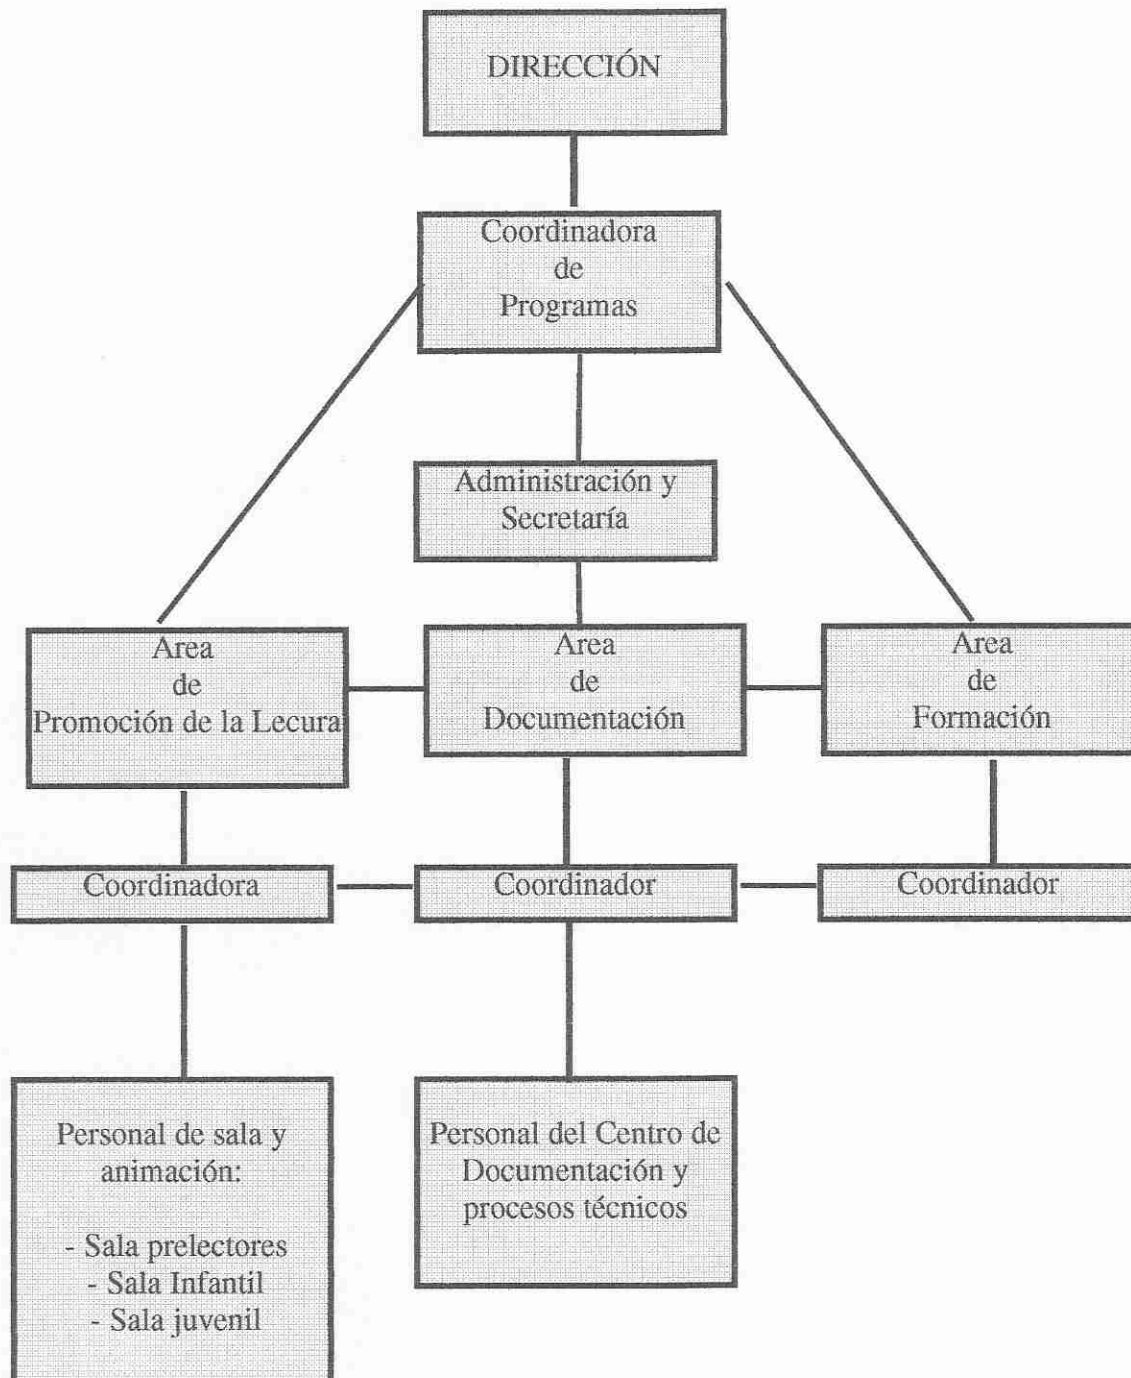 DIRECCIÓN
Coordinadora
de
Programas
Administración y
Secretaría
Area
de
Promoción de la Lecura
Area
de
Documentación
Area
de
Formación
Coordinadora
Coordinador
Coordinador
Personal de sala y
animación:
- Sala prelectores
- Sala Infantil
- Sala juvenil
Personal del Centro de
Documentación y
procesos técnicos